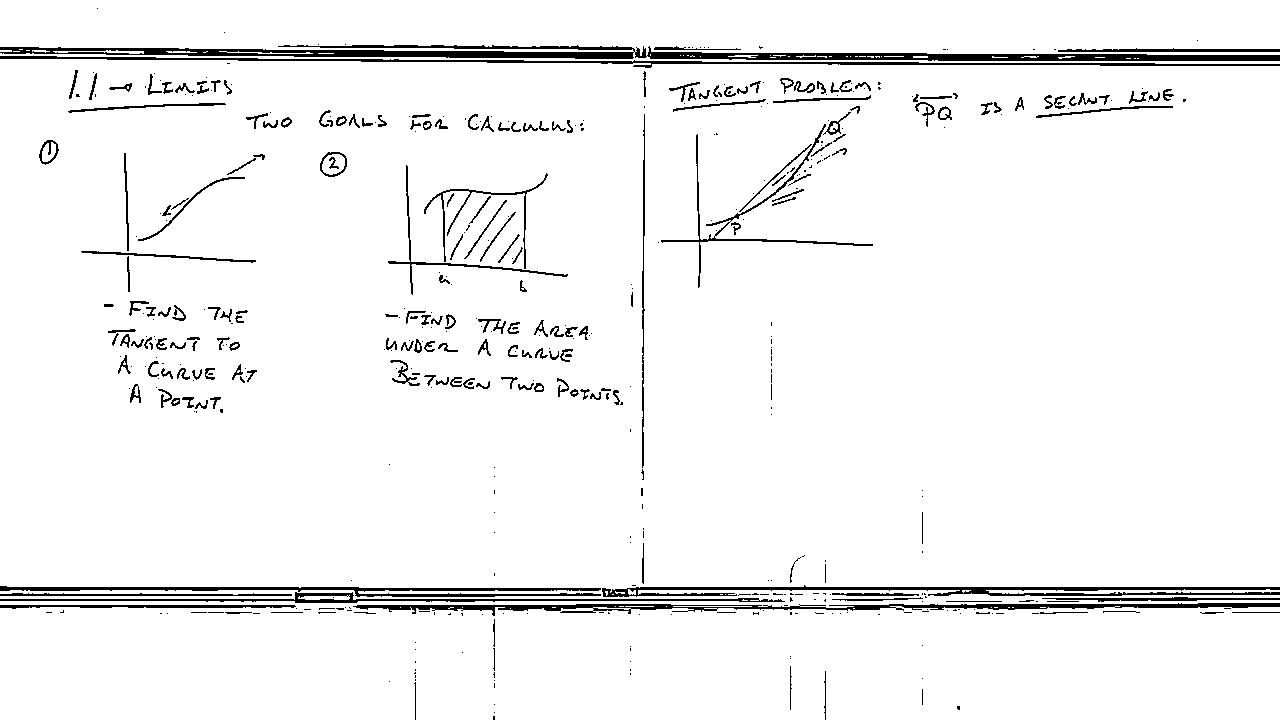 1.1 → LIMITS
TWO GOALS FOR CALCULUS:
①
②
a
b
- FIND THE
TANGENT TO
A CURVE AT
A POINT.
- FIND THE AREA
UNDER A CURVE
BETWEEN TWO POINTS.
TANGENT PROBLEM:
PQ IS A SECANT LINE.
Q
P